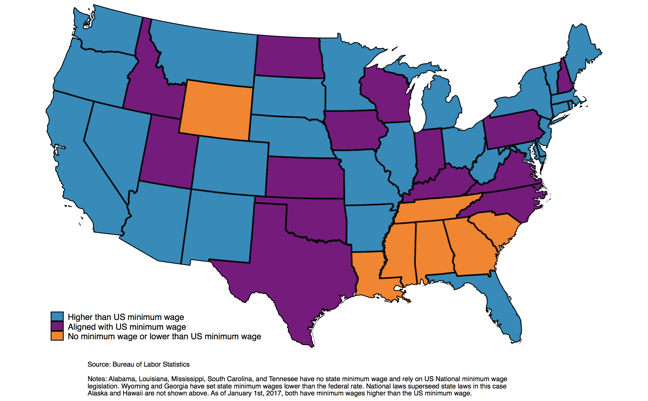 Higher than US minimum wage
Aligned with US minimum wage
No minimum wage or lower than US minimum wage
Source: Bureau of Labor Statistics
Notes: Alabama, Louisiana, Mississippi, South Carolina, and Tennessee have no state minimum wage and rely on US National minimum wage
legislation. Wyoming and Georgia have set state minimum wages lower than the federal rate. National laws superseed state laws in this case
Alaska and Hawaii are not shown above. As of January 1st, 2017, both have minimum wages higher than the US minimum wage.